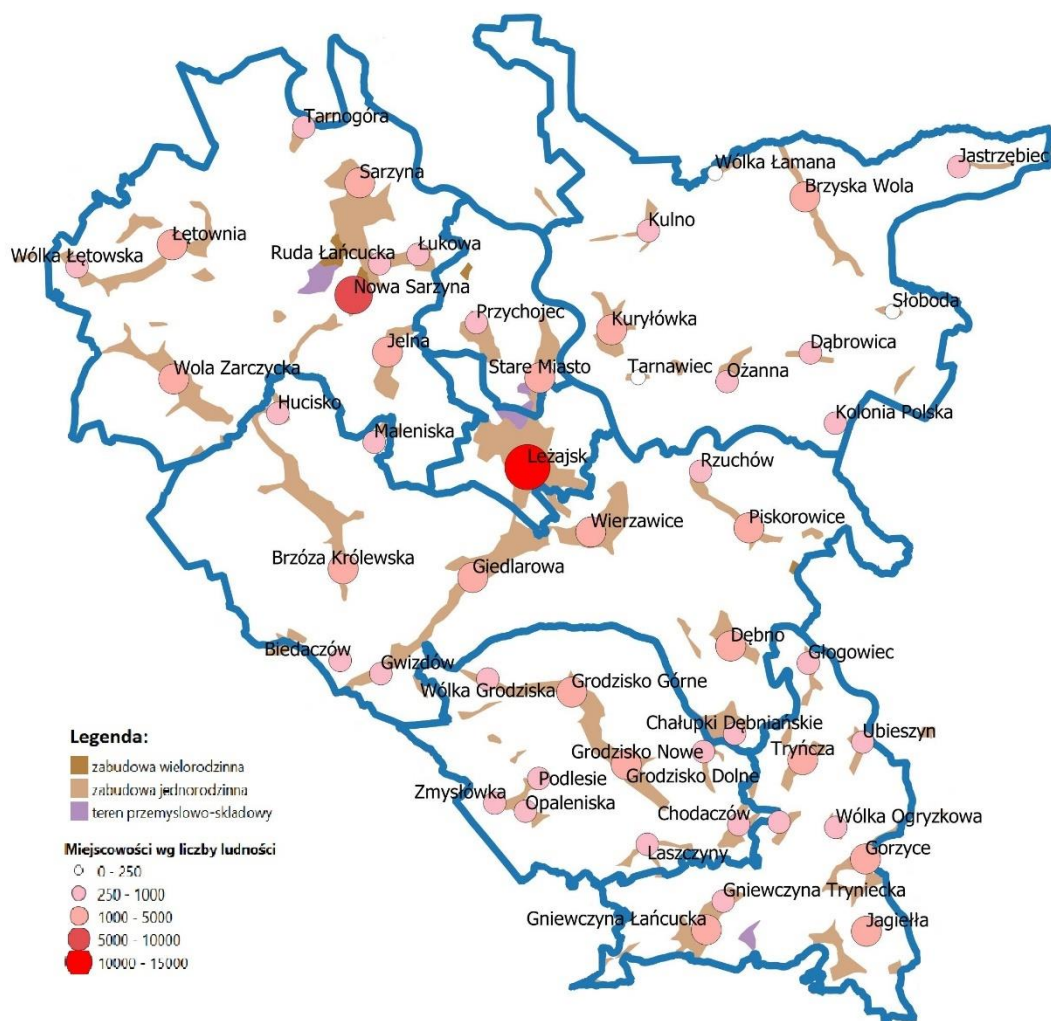 Tarnogóra
Wólka Łamana
Jastrzębiec
Sarzyna
Brzyska Wola
Kulno
Łętownia
Wólka Łętowska
Ruda Łańcucka
Łukowa
Nowa Sarzyna
Słoboda
Przychojec
Kuryłówka
Jelna
Dąbrowica
Wola Zarczycka
Stare Miasto
Tarnawiec
Ożanna
Hucisko
Kolonia Polska
Maleniska
Leżajsk
Rzuchów
Wierzawice
Piskorowice
Brzóza Królewska
Giedlarowa
Dębno
Biedaczów
Gwizdów
Głogowiec
Wólka Grodziska
Grodzisko Górne
Chałupki Dębniańskie
Ubieszyn
Grodzisko Nowe
Tryńcza
Podlesie
Grodzisko Dolne
Zmysłówka
Opaleniska
Chodaczów
Wólka Ogryzkowa
Laszczyny
Gorzyce
Gniewczyna Tryniecka
Gniewczyna Łańcucka
Jagiełła
Legenda:
zabudowa wielorodzinna
zabudowa jednorodzinna
teren przemysłowo-składowy
Miejscowości wg liczby ludności
0 - 250
250 - 1000
1000 - 5000
5000 - 10000
10000 - 15000